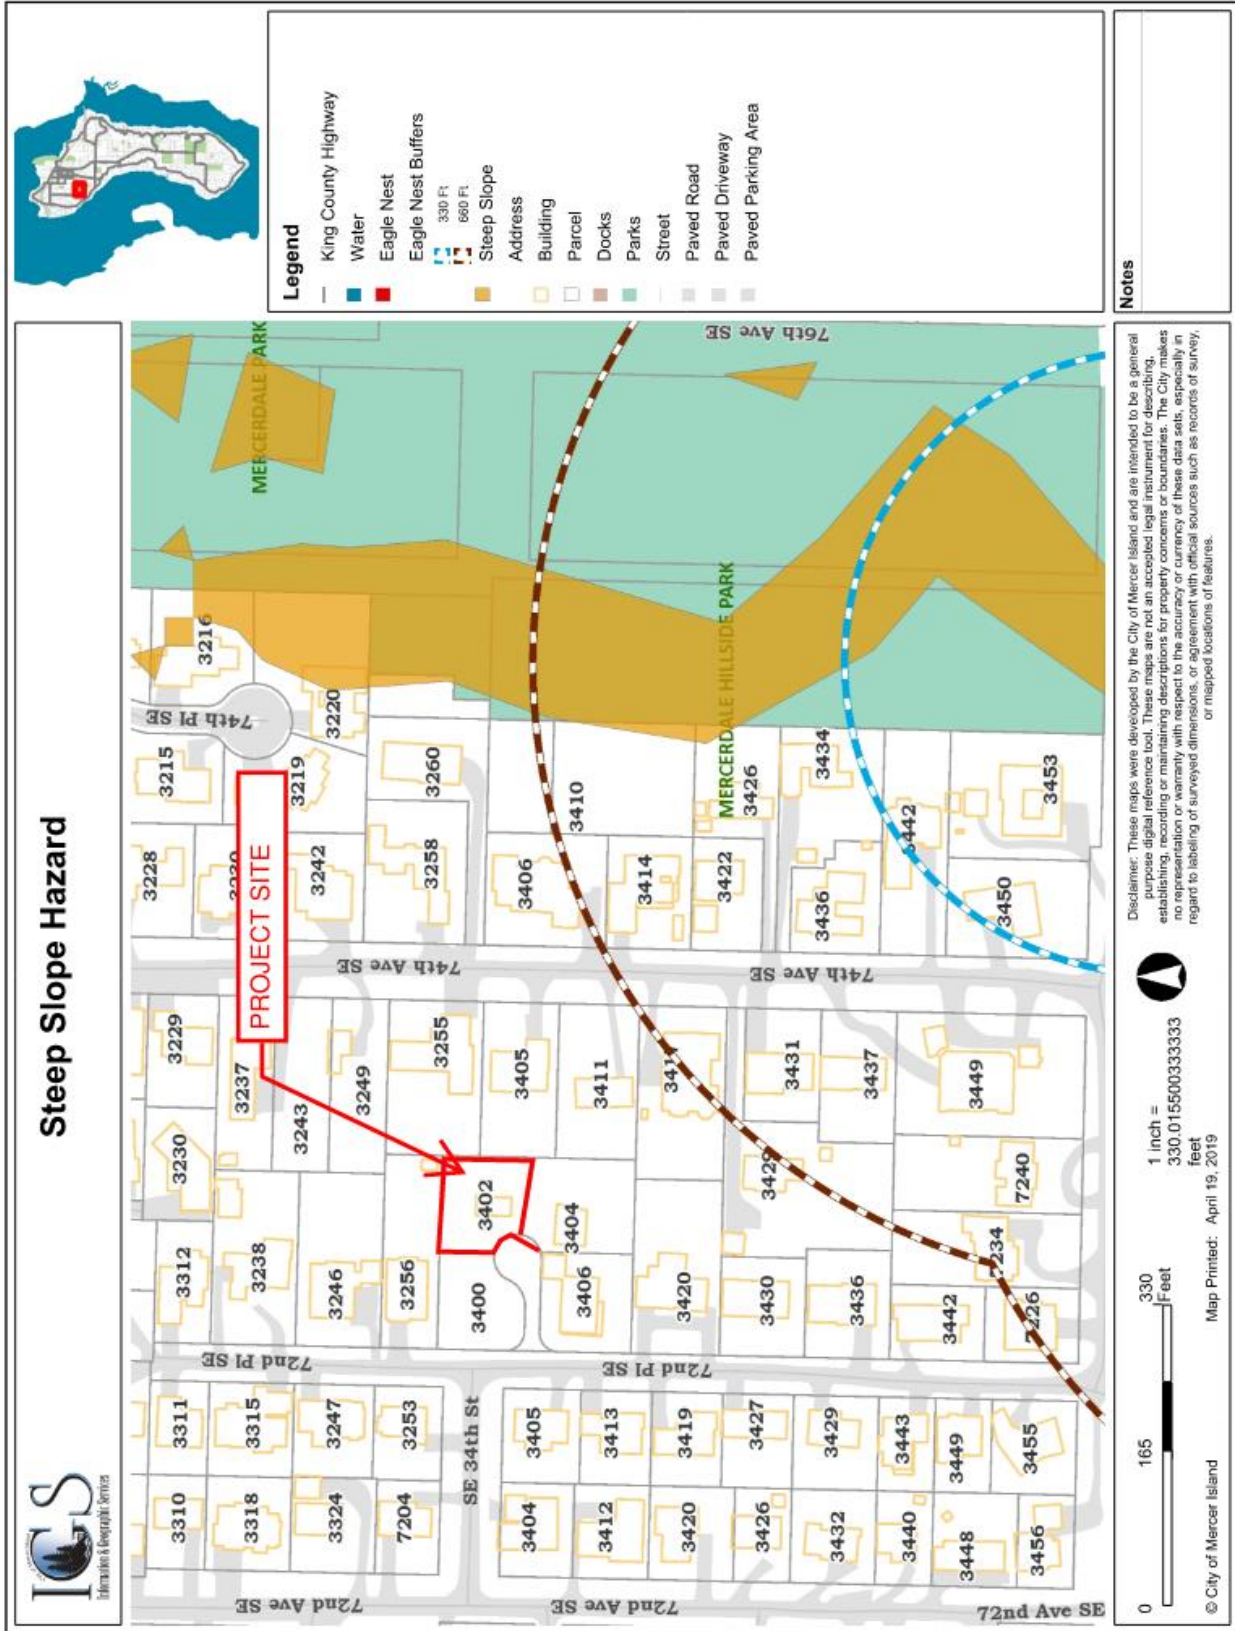 IGS
Information & Geographic Services
Steep Slope Hazard
Legend
King County Highway
Water
Eagle Nest
Eagle Nest Buffers
330 Ft
660 Ft
Steep Slope
Address
Building
Parcel
Docks
Parks
Street
Paved Road
Paved Driveway
Paved Parking Area
Notes
PROJECT SITE
MERCERDALE PARK
MERCERDALE HILLSIDE PARK
76th Ave SE
74th Pl SE
74th Ave SE
74th Ave SE
72nd Pl SE
72nd Pl SE
SE 34th St
72nd Ave SE
72nd Ave SE
72nd Ave SE
3310
3311
3312
3230
3229
3228
3215
3216
3318
3315
3238
3237
3219
3324
3247
3246
3243
3242
3220
7204
3253
3256
3249
3258
3260
3400
3402
3255
3404
3405
3405
3406
3410
3412
3413
3406
3404
3411
3414
3420
3419
3420
3422
3426
3426
3427
3430
3429
3431
3436
3434
3432
3429
3436
3437
3440
3443
3442
3449
3442
3448
3449
7234
7240
3450
3453
3456
3455
7226
0
165
330
Feet
1 inch =
330.015500333333
feet
© City of Mercer Island
Map Printded: April 19, 2019
Disclaimer: These maps were developed by the City of Mercer Island and are intended to be a general
purpose digital reference tool. These maps are not an accepted legal instrument for describing,
establishing, recording or maintaining descriptions for property concerns or boundaries. The City makes
no representation or warranty with respect to the accuracy or currency of these data sets, especially in
regard to labeling of surveyed dimensions, or agreement with official sources such as records of survey,
or mapped locations of features.